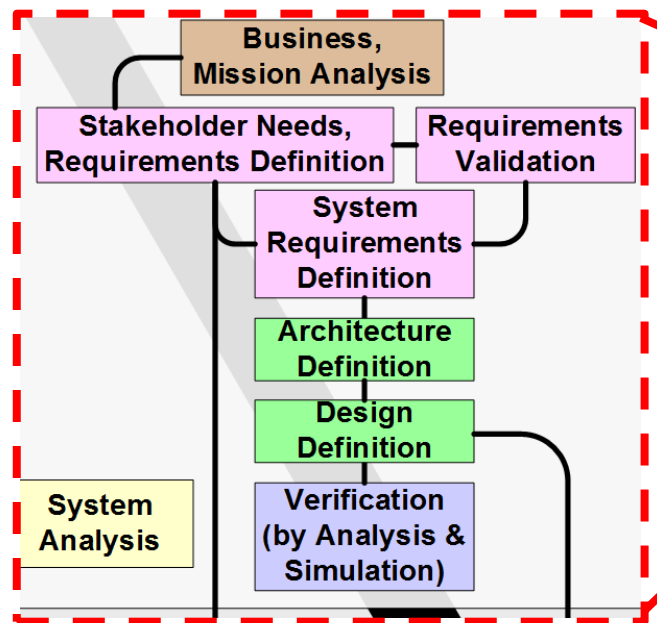 Business,
Mission Analysis
Stakeholder Needs,
Requirements Definition
Requirements
Validation
System
Requirements
Definition
Architecture
Definition
Design
Definition
System
Analysis
Verification
(by Analysis &
Simulation)